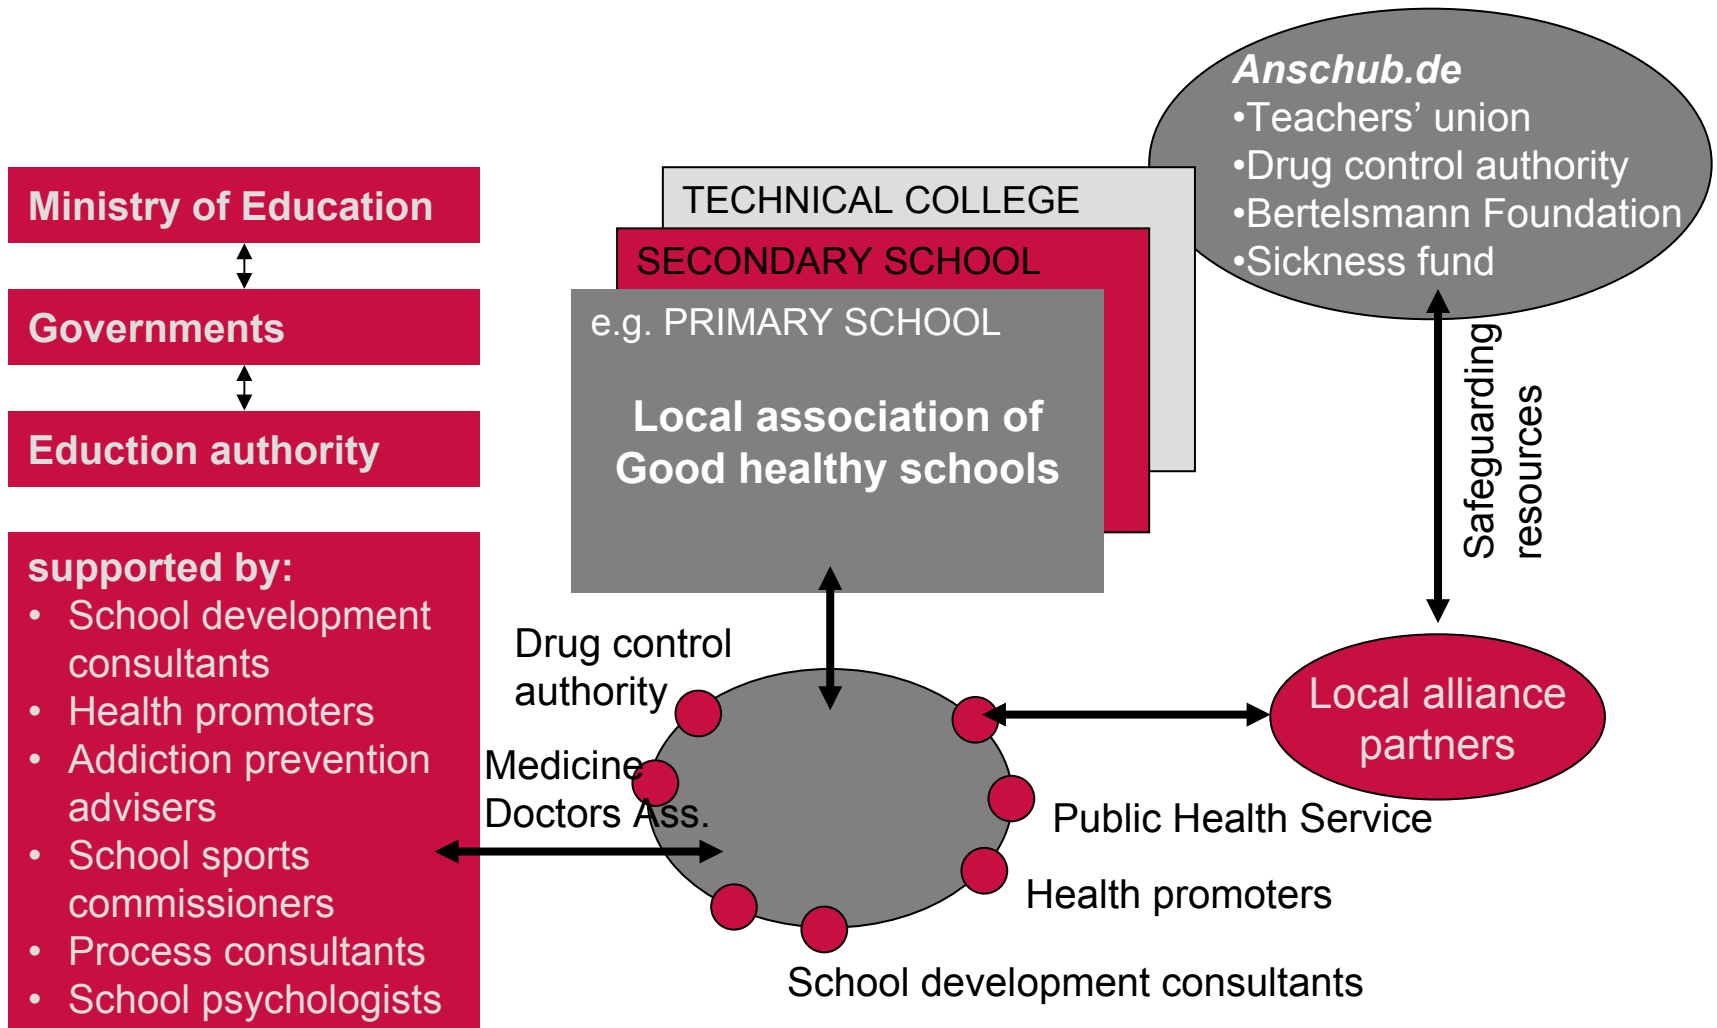 Anschub.de
•Teachers’ union
•Drug control authority
•Bertelsmann Foundation
•Sickness fund
Ministry of Education
Governments
Eduction authority
TECHNICAL COLLEGE
SECONDARY SCHOOL
e.g. PRIMARY SCHOOL
Local association of
Good healthy schools
Safeguarding
resources
supported by:
• School development
consultants
• Health promoters
• Addiction prevention
advisers
• School sports
commissioners
• Process consultants
• School psychologists
Drug control
authority
Medicine
Doctors Ass.
Local alliance
partners
Public Health Service
Health promoters
School development consultants